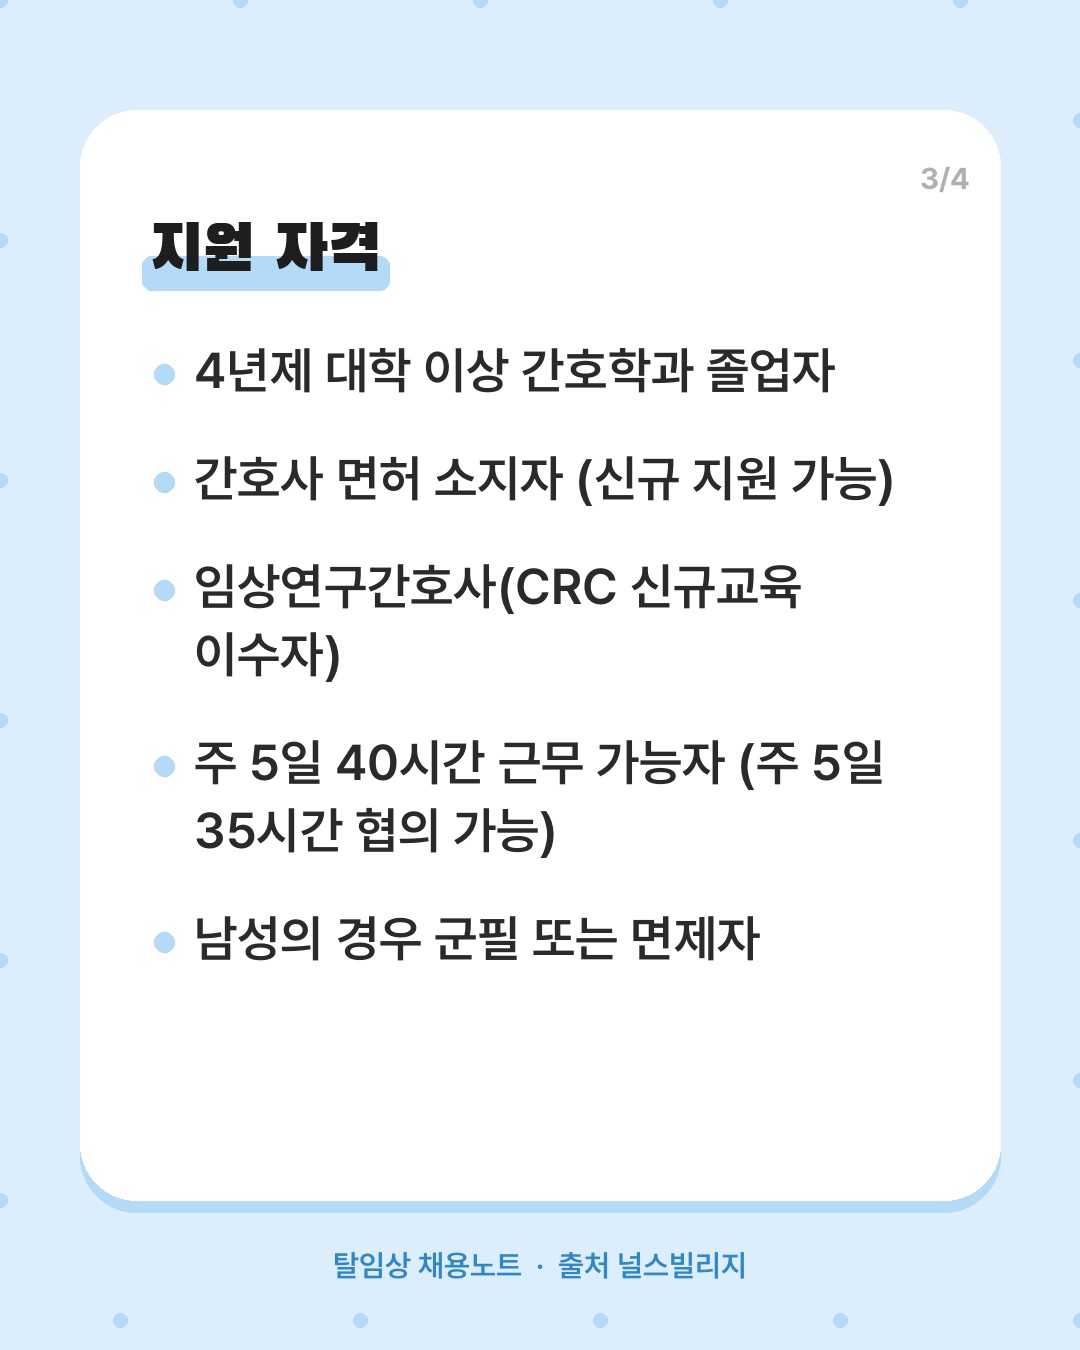 3/4
지원 자격
4년제 대학 이상 간호학과 졸업자
간호사 면허 소지자 (신규 지원 가능)
임상연구간호사(CRC 신규교육
이수자)
주 5일 40시간 근무 가능자 (주 5일
35시간 협의 가능)
남성의 경우 군필 또는 면제자
탈임상 채용노트 · 출처 널스빌리지